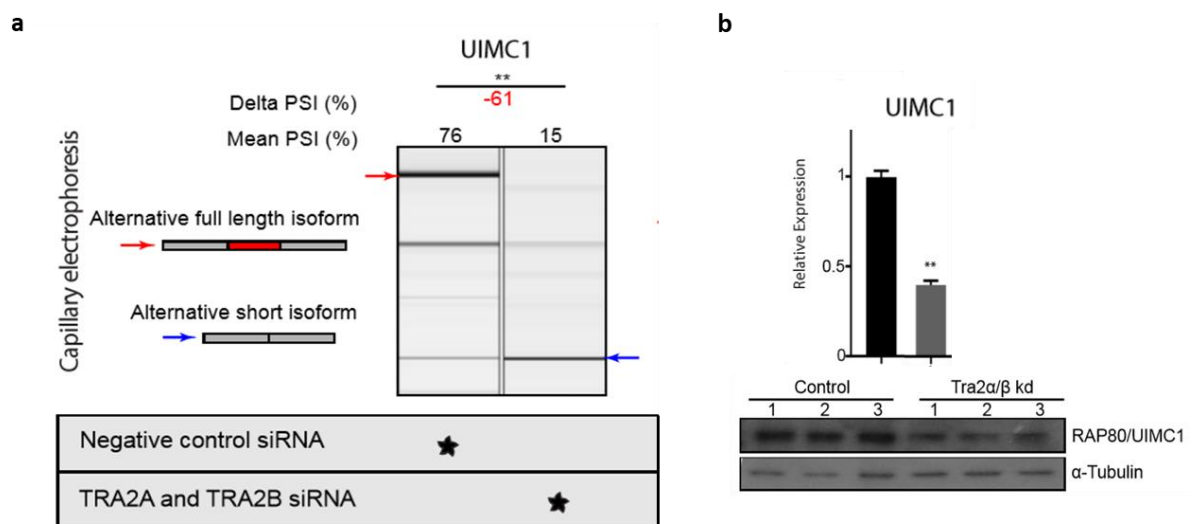 a
UIMC1
**
Delta PSI (%) -61
Mean PSI (%) 76 15
Capillary electrophoresis
Alternative full length isoform
Alternative short isoform
Negative control siRNA
TRA2A and TRA2B siRNA
b
UIMC1
Relative Expression
1
0.5
0
**
Control Tra2α/β kd
1 2 3 1 2 3
RAP80/UIMC1
α-Tubulin